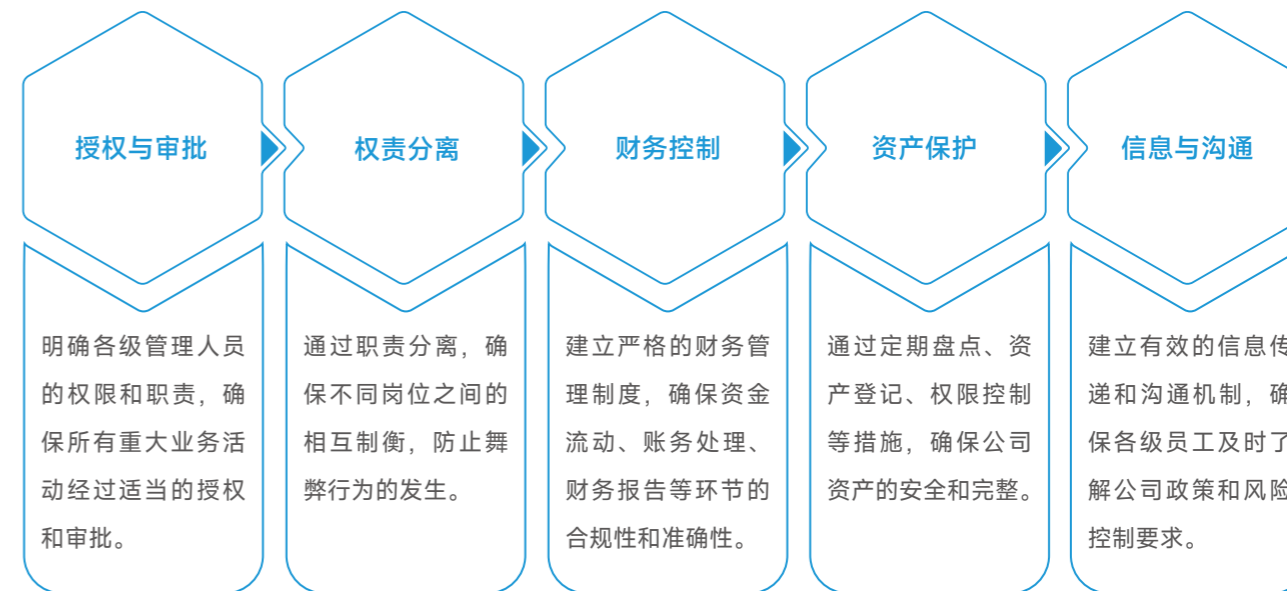 授权与审批
明确各级管理人员
的权限和职责，确
保所有重大业务活
动经过适当的授权
和审批。
权责分离
通过职责分离，确
保不同岗位之间的
相互制衡，防止舞
弊行为的发生。
财务控制
建立严格的财务管
理制度，确保资金
流动、账务处理、
财务报告等环节的
合规性和准确性。
资产保护
通过定期盘点、资
产登记、权限控制
等措施，确保公司
资产的安全和完整。
信息与沟通
建立有效的信息传
递和沟通机制，确
保各级员工及时了
解公司政策和风险
控制要求。